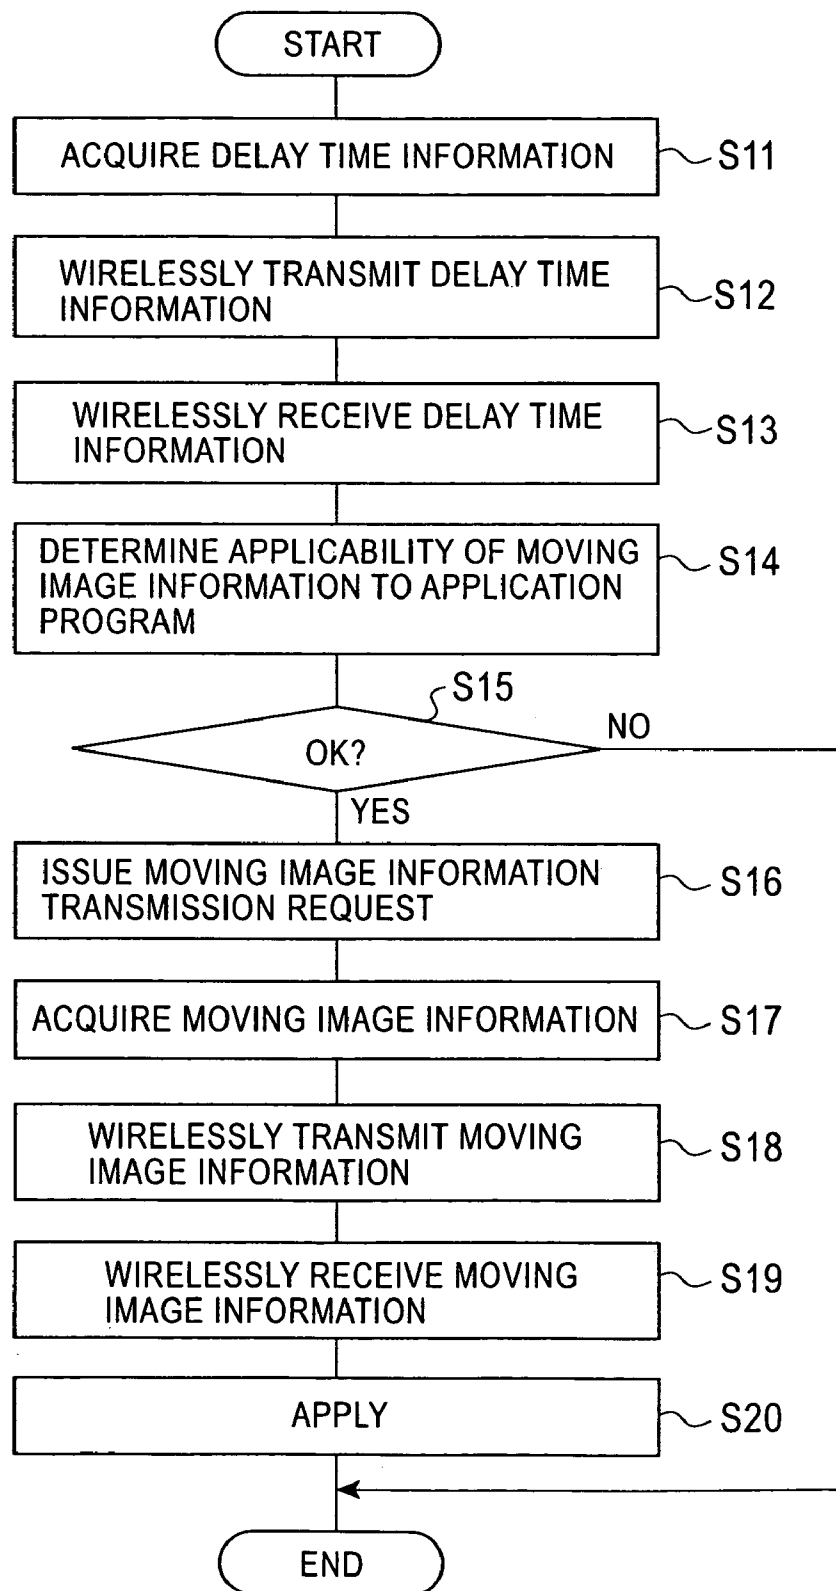 START
ACQUIRE DELAY TIME INFORMATION
S11
WIRELESSLY TRANSMIT DELAY TIME
INFORMATION
S12
WIRELESSLY RECEIVE DELAY TIME
INFORMATION
S13
DETERMINE APPLICABILITY OF MOVING
IMAGE INFORMATION TO APPLICATION
PROGRAM
S14
S15
OK?
NO
YES
ISSUE MOVING IMAGE INFORMATION
TRANSMISSION REQUEST
S16
ACQUIRE MOVING IMAGE INFORMATION
S17
WIRELESSLY TRANSMIT MOVING
IMAGE INFORMATION
S18
WIRELESSLY RECEIVE MOVING
IMAGE INFORMATION
S19
APPLY
S20
END